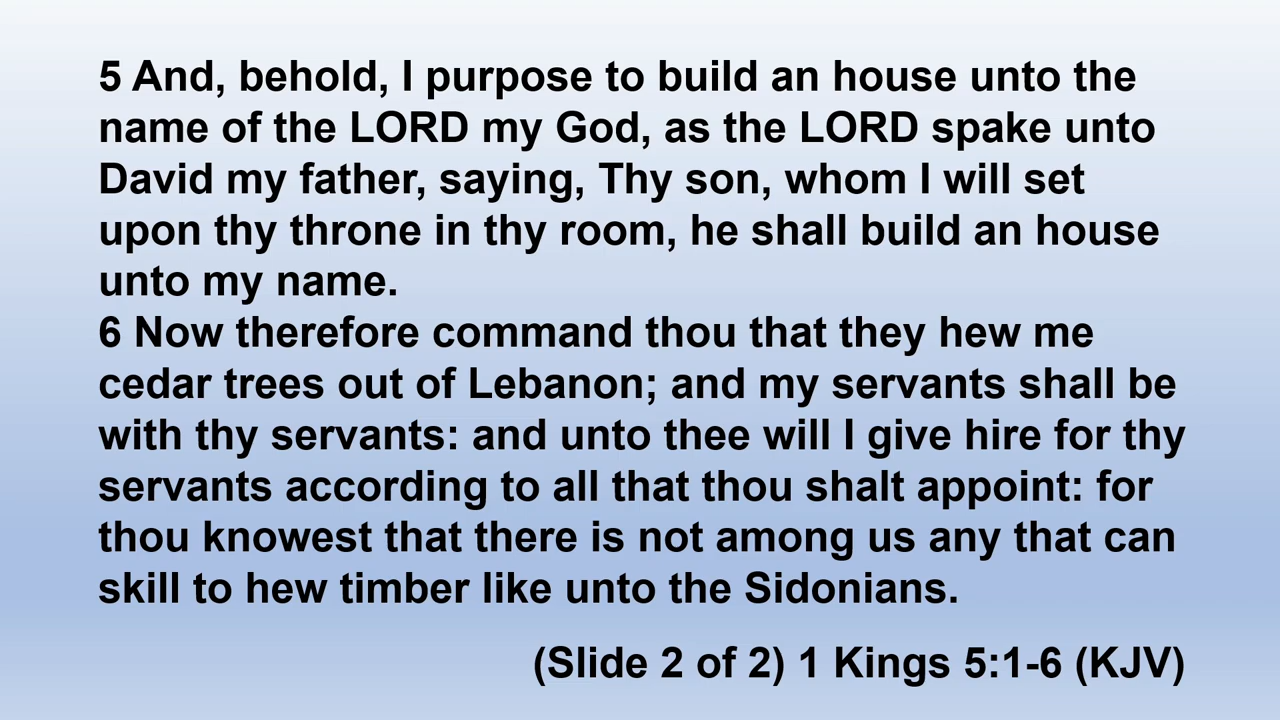 5 And, behold, I purpose to build an house unto the
name of the LORD my God, as the LORD spake unto
David my father, saying, Thy son, whom I will set
upon thy throne in thy room, he shall build an house
unto my name.
6 Now therefore command thou that they hew me
cedar trees out of Lebanon; and my servants shall be
with thy servants: and unto thee will I give hire for thy
servants according to all that thou shalt appoint: for
thou knowest that there is not among us any that can
skill to hew timber like unto the Sidonians.
(Slide 2 of 2) 1 Kings 5:1-6 (KJV)